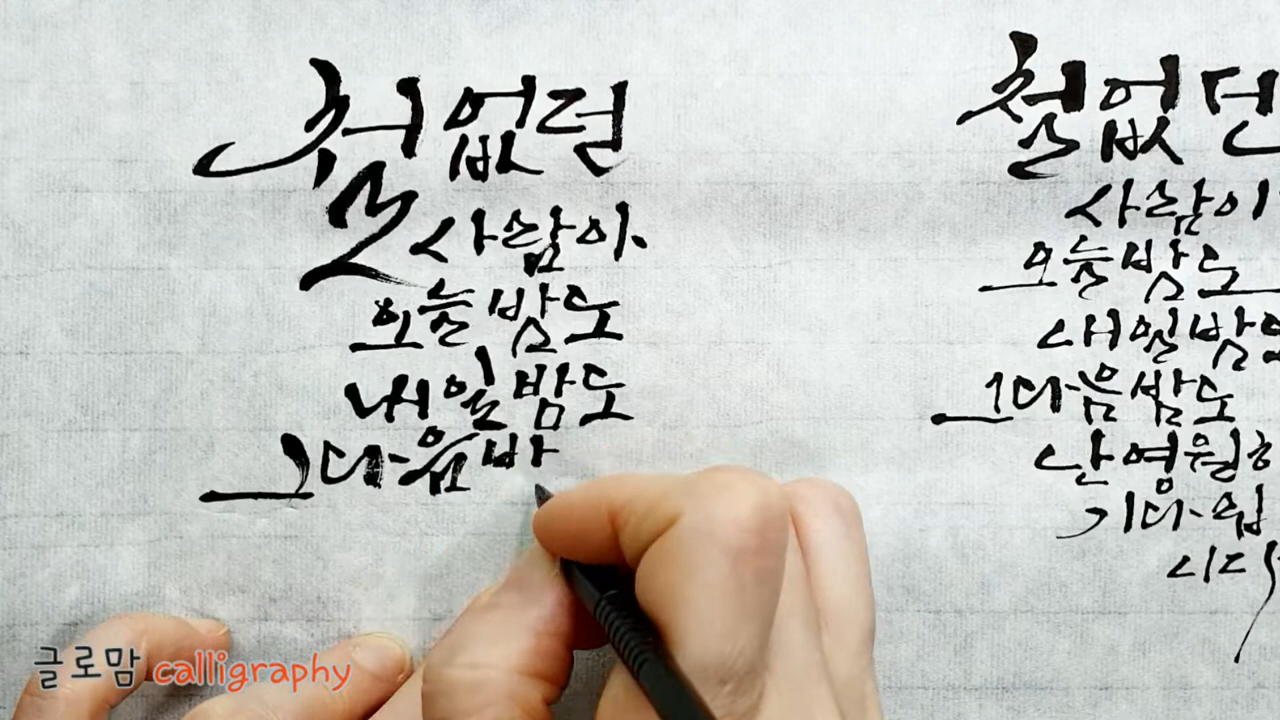 철없던
사람아
오늘밤도
내일밤도
그다음바
철없던
사람이
오늘밤도
내일밤
그다음밤도
난영원히
기다림
시다
글로맘 calligraphy